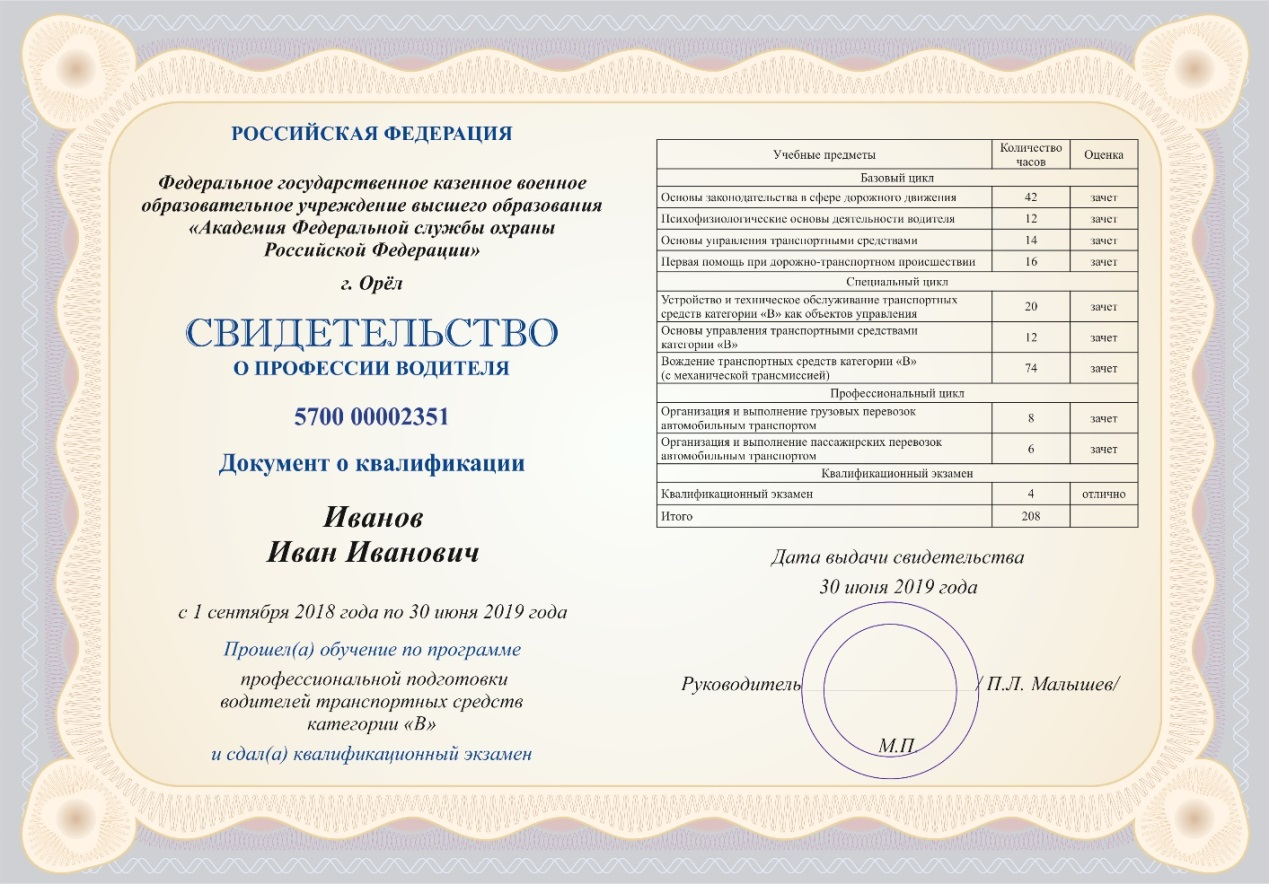 РОССИЙСКАЯ ФЕДЕРАЦИЯ
Федеральное государственное казенное военное
образовательное учреждение высшего образования
«Академия Федеральной службы охраны
Российской Федерации»
г. Орёл
СВИДЕТЕЛЬСТВО
О ПРОФЕССИИ ВОДИТЕЛЯ
5700 00002351
Документ о квалификации
Иванов
Иван Иванович
с 1 сентября 2018 года по 30 июня 2019 года
Прошел(а) обучение по программе
профессиональной подготовки
водителей транспортных средств
категории «В»
и сдал(а) квалификационный экзамен
Учебные предметы Количество часов Оценка
Базовый цикл
Основы законодательства в сфере дорожного движения 42 зачет
Психофизиологические основы деятельности водителя 12 зачет
Основы управления транспортными средствами 14 зачет
Первая помощь при дорожно-транспортном происшествии 16 зачет
Специальный цикл
Устройство и техническое обслуживание транспортных
средств категории «В» как объектов управления 20 зачет
Основы управления транспортными средствами
категории «В» 12 зачет
Вождение транспортных средств категории «В»
(с механической трансмиссией) 74 зачет
Профессиональный цикл
Организация и выполнение грузовых перевозок
автомобильным транспортом 8 зачет
Организация и выполнение пассажирских перевозок
автомобильным транспортом 6 зачет
Квалификационный экзамен
Квалификационный экзамен 4 отлично
Итого 208
Дата выдачи свидетельства
30 июня 2019 года
Руководитель / П.Л. Малышев/
М.П.